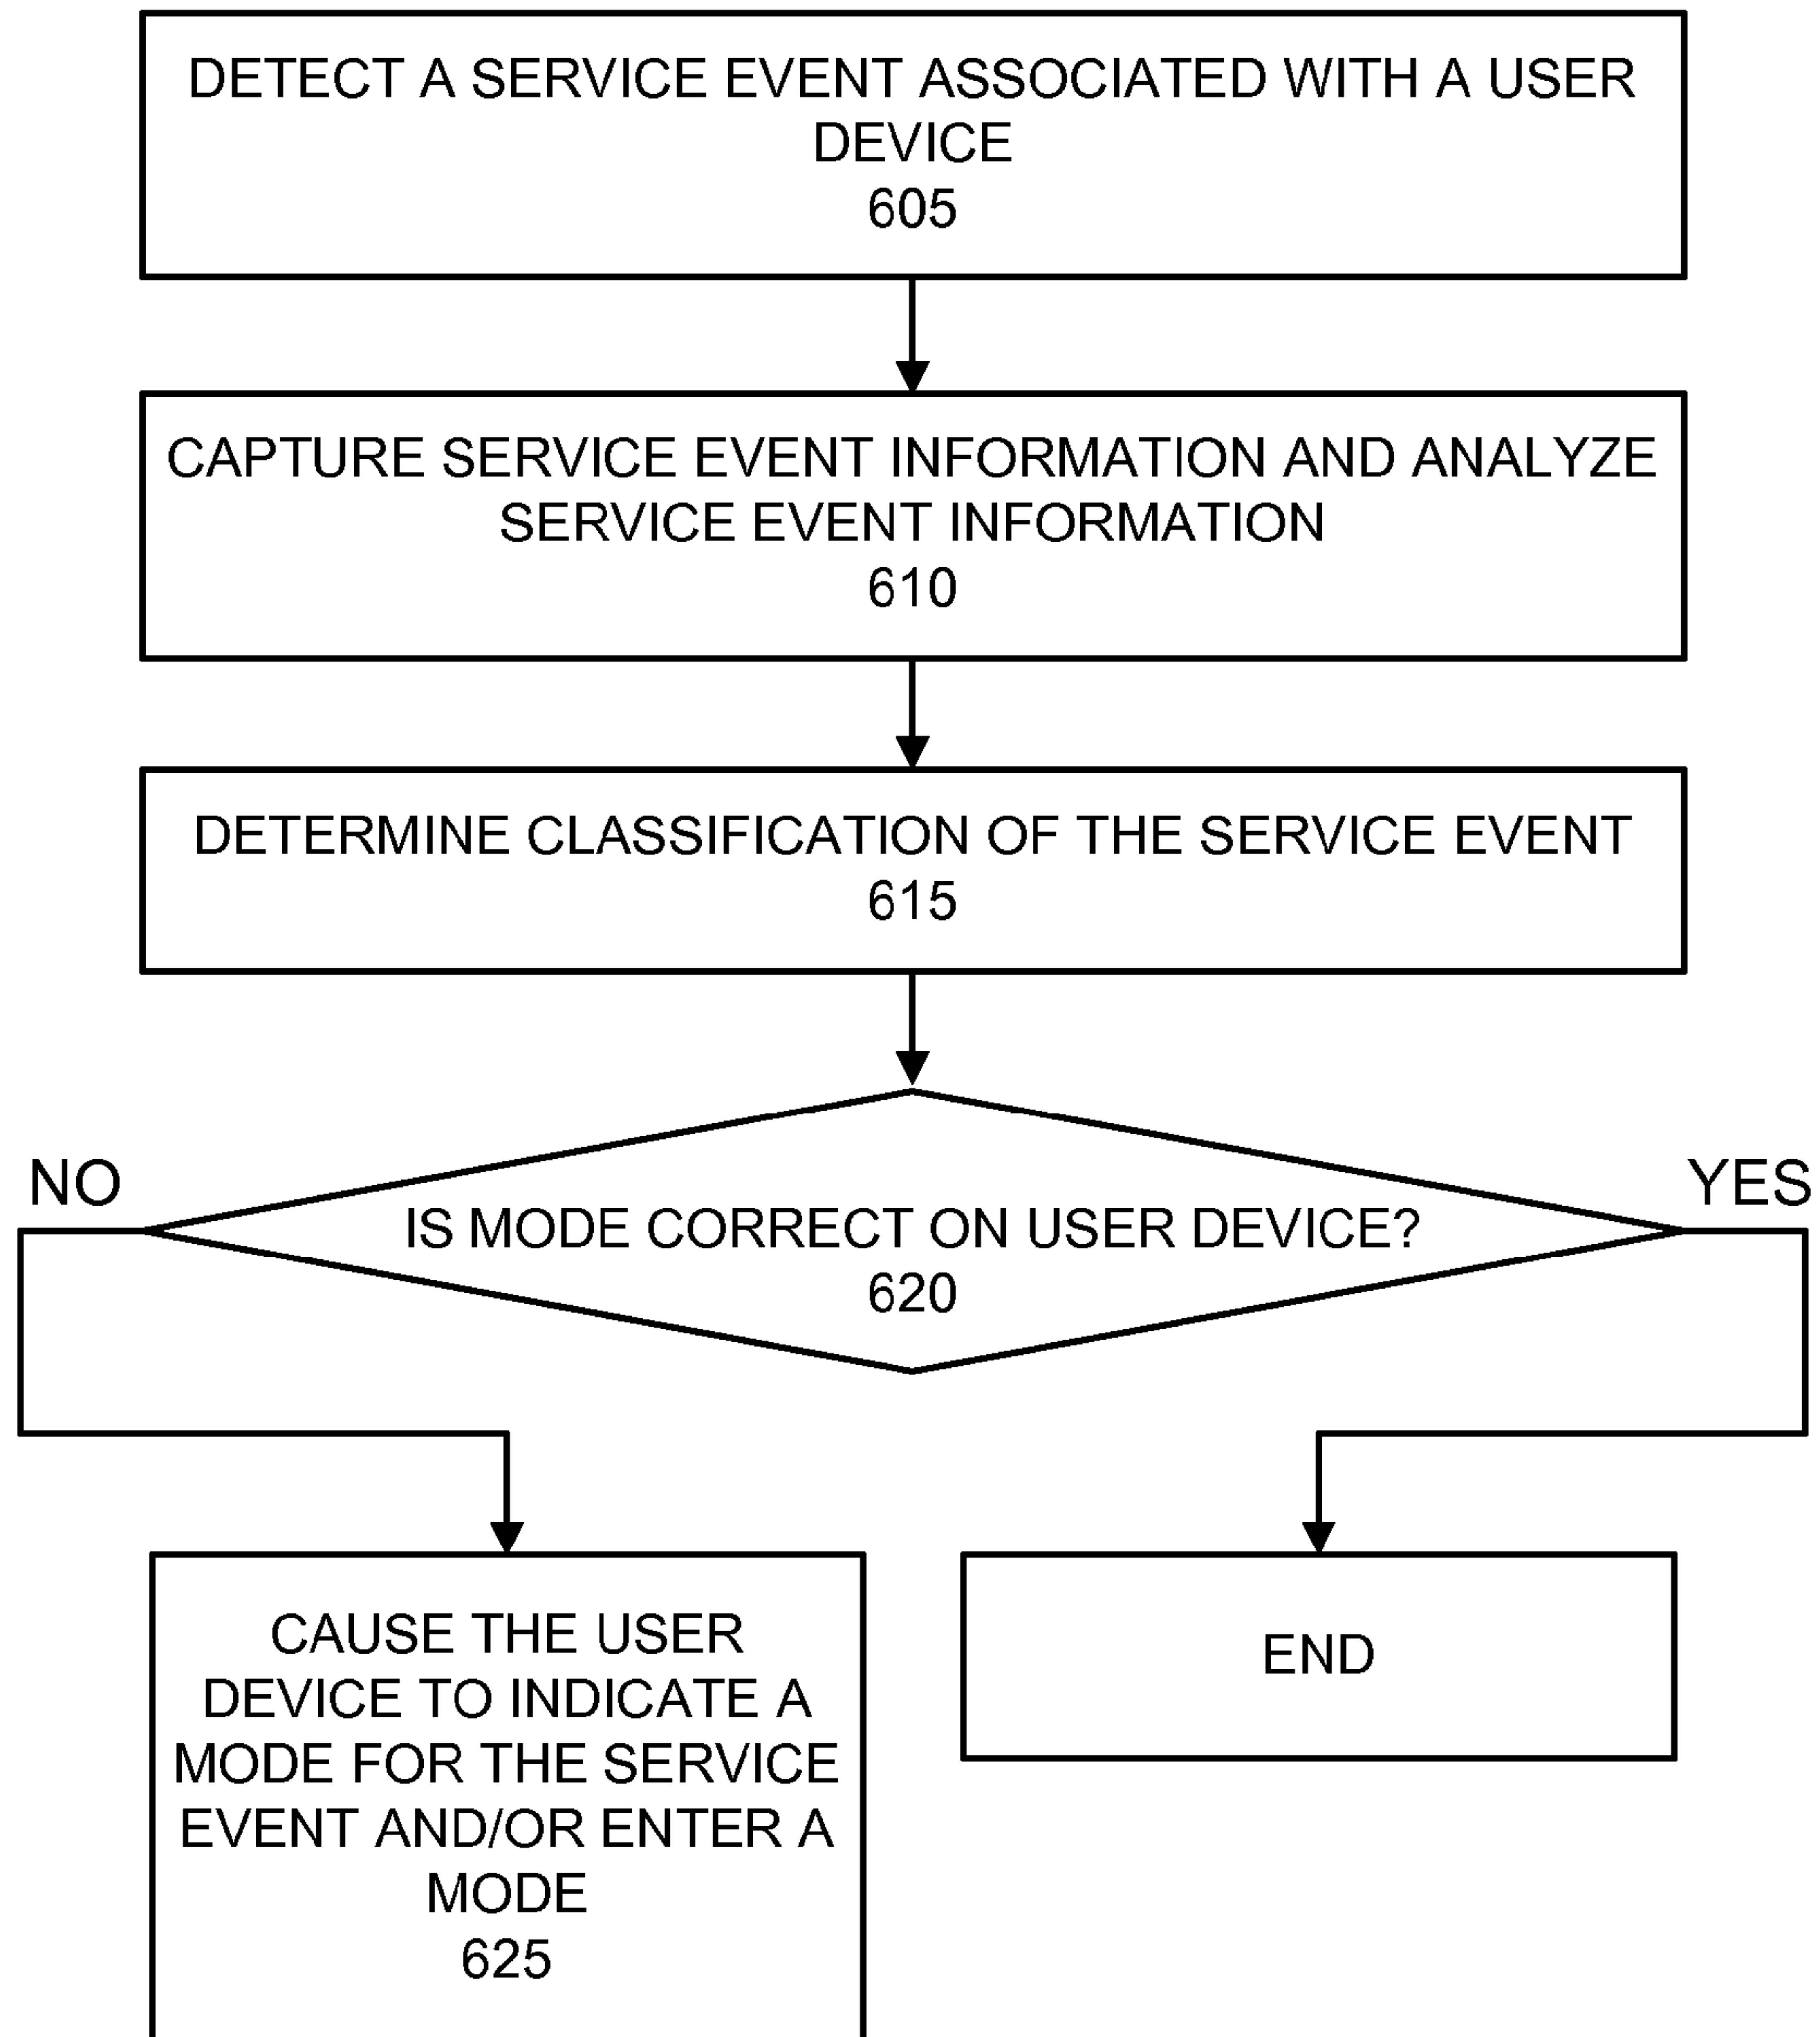 DETECT A SERVICE EVENT ASSOCIATED WITH A USER
DEVICE
605
CAPTURE SERVICE EVENT INFORMATION AND ANALYZE
SERVICE EVENT INFORMATION
610
DETERMINE CLASSIFICATION OF THE SERVICE EVENT
615
NO
YES
IS MODE CORRECT ON USER DEVICE?
620
CAUSE THE USER
DEVICE TO INDICATE A
MODE FOR THE SERVICE
EVENT AND/OR ENTER A
MODE
625
END